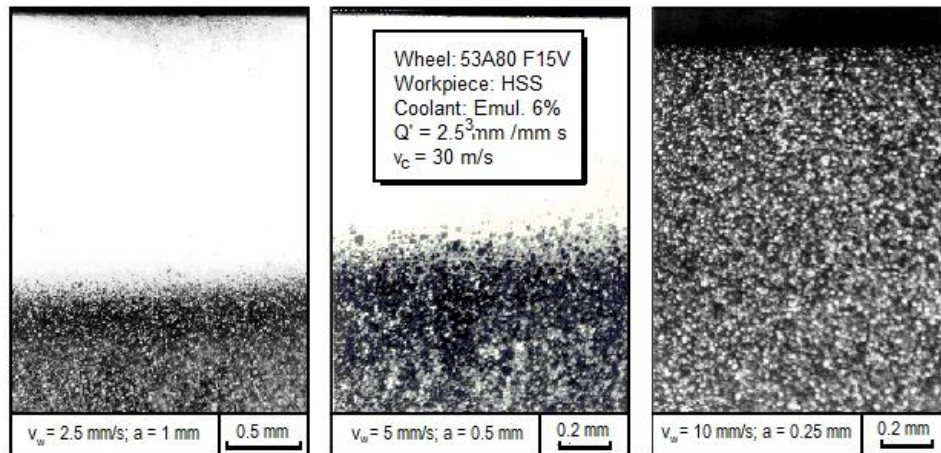 Wheel: 53A80 F15V
Workpiece: HSS
Coolant: Emul. 6%
Q' = 2.5³mm /mm s
v_c = 30 m/s
v_w = 2.5 mm/s; a = 1 mm
0.5 mm
v_w = 5 mm/s; a = 0.5 mm
0.2 mm
v_w = 10 mm/s; a = 0.25 mm
0.2 mm